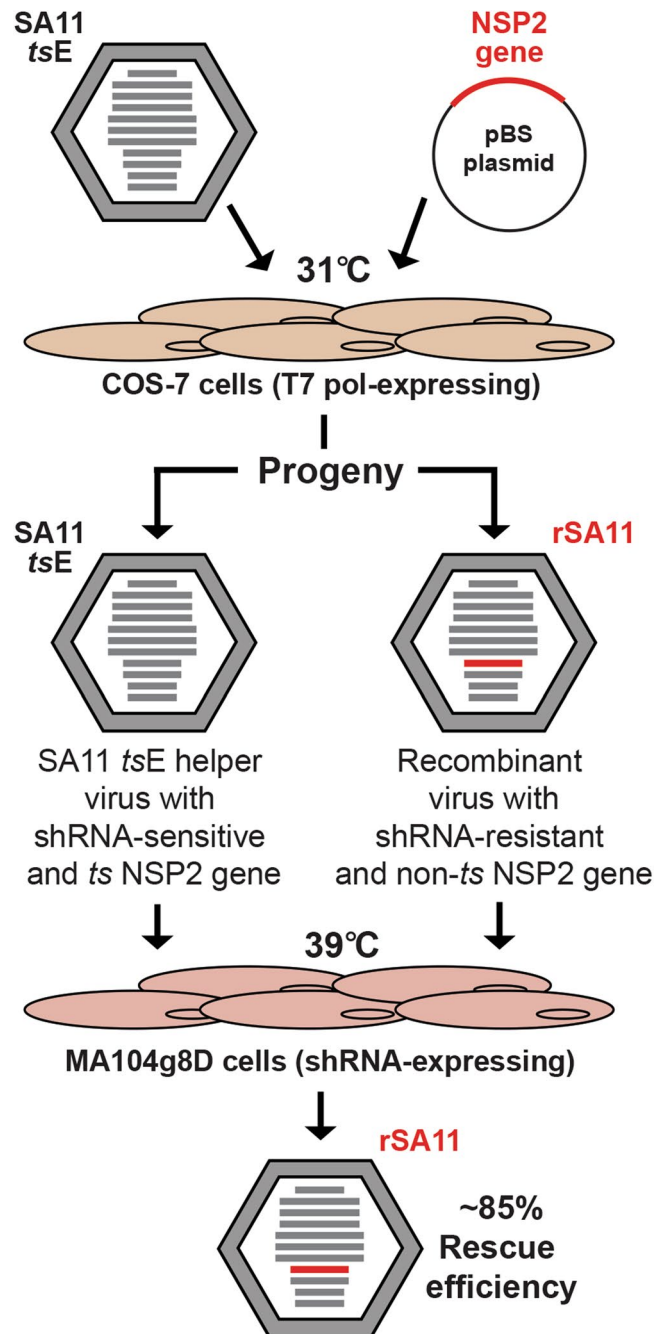 SA11
tsE
NSP2
gene
pBS
plasmid
31°C
COS-7 cells (T7 pol-expressing)
Progeny
SA11
tsE
rSA11
SA11 tsE helper
virus with
shRNA-sensitive
and ts NSP2 gene
Recombinant
virus with
shRNA-resistant
and non-ts NSP2 gene
39°C
MA104g8D cells (shRNA-expressing)
rSA11
~85%
Rescue
efficiency